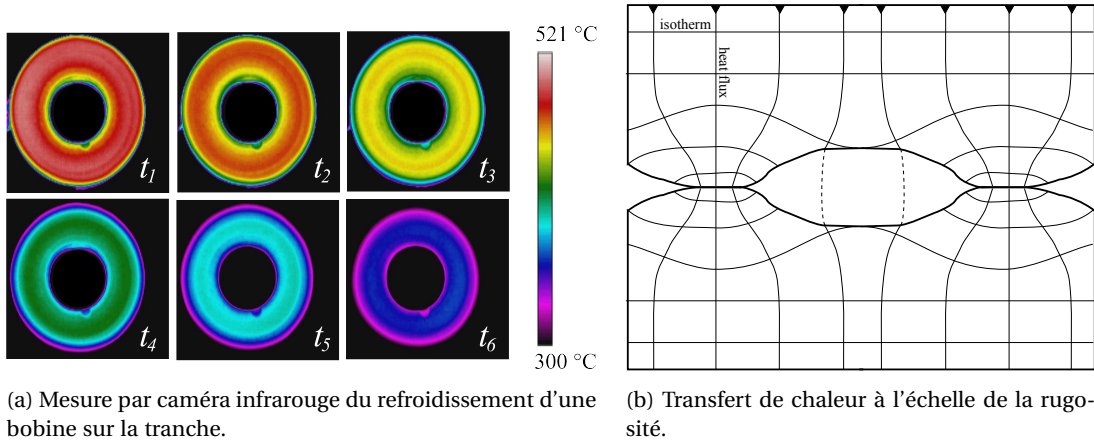 521 °C
t1
t2
t3
t4
t5
t6
300 °C
isotherm
heat flux
(a) Mesure par caméra infrarouge du refroidissement d'une
bobine sur la tranche.
(b) Transfert de chaleur à l'échelle de la rugo-
sité.